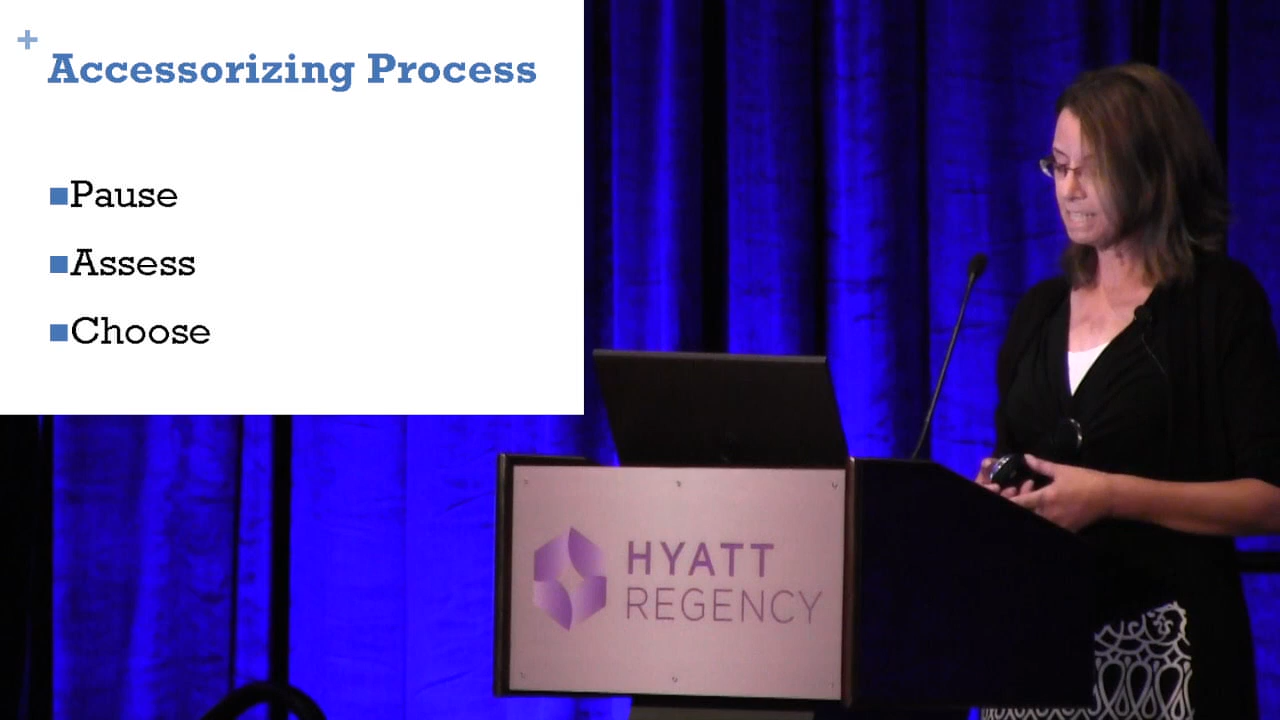 +
Accessorizing Process
Pause
Assess
Choose
HYATT
REGENCY